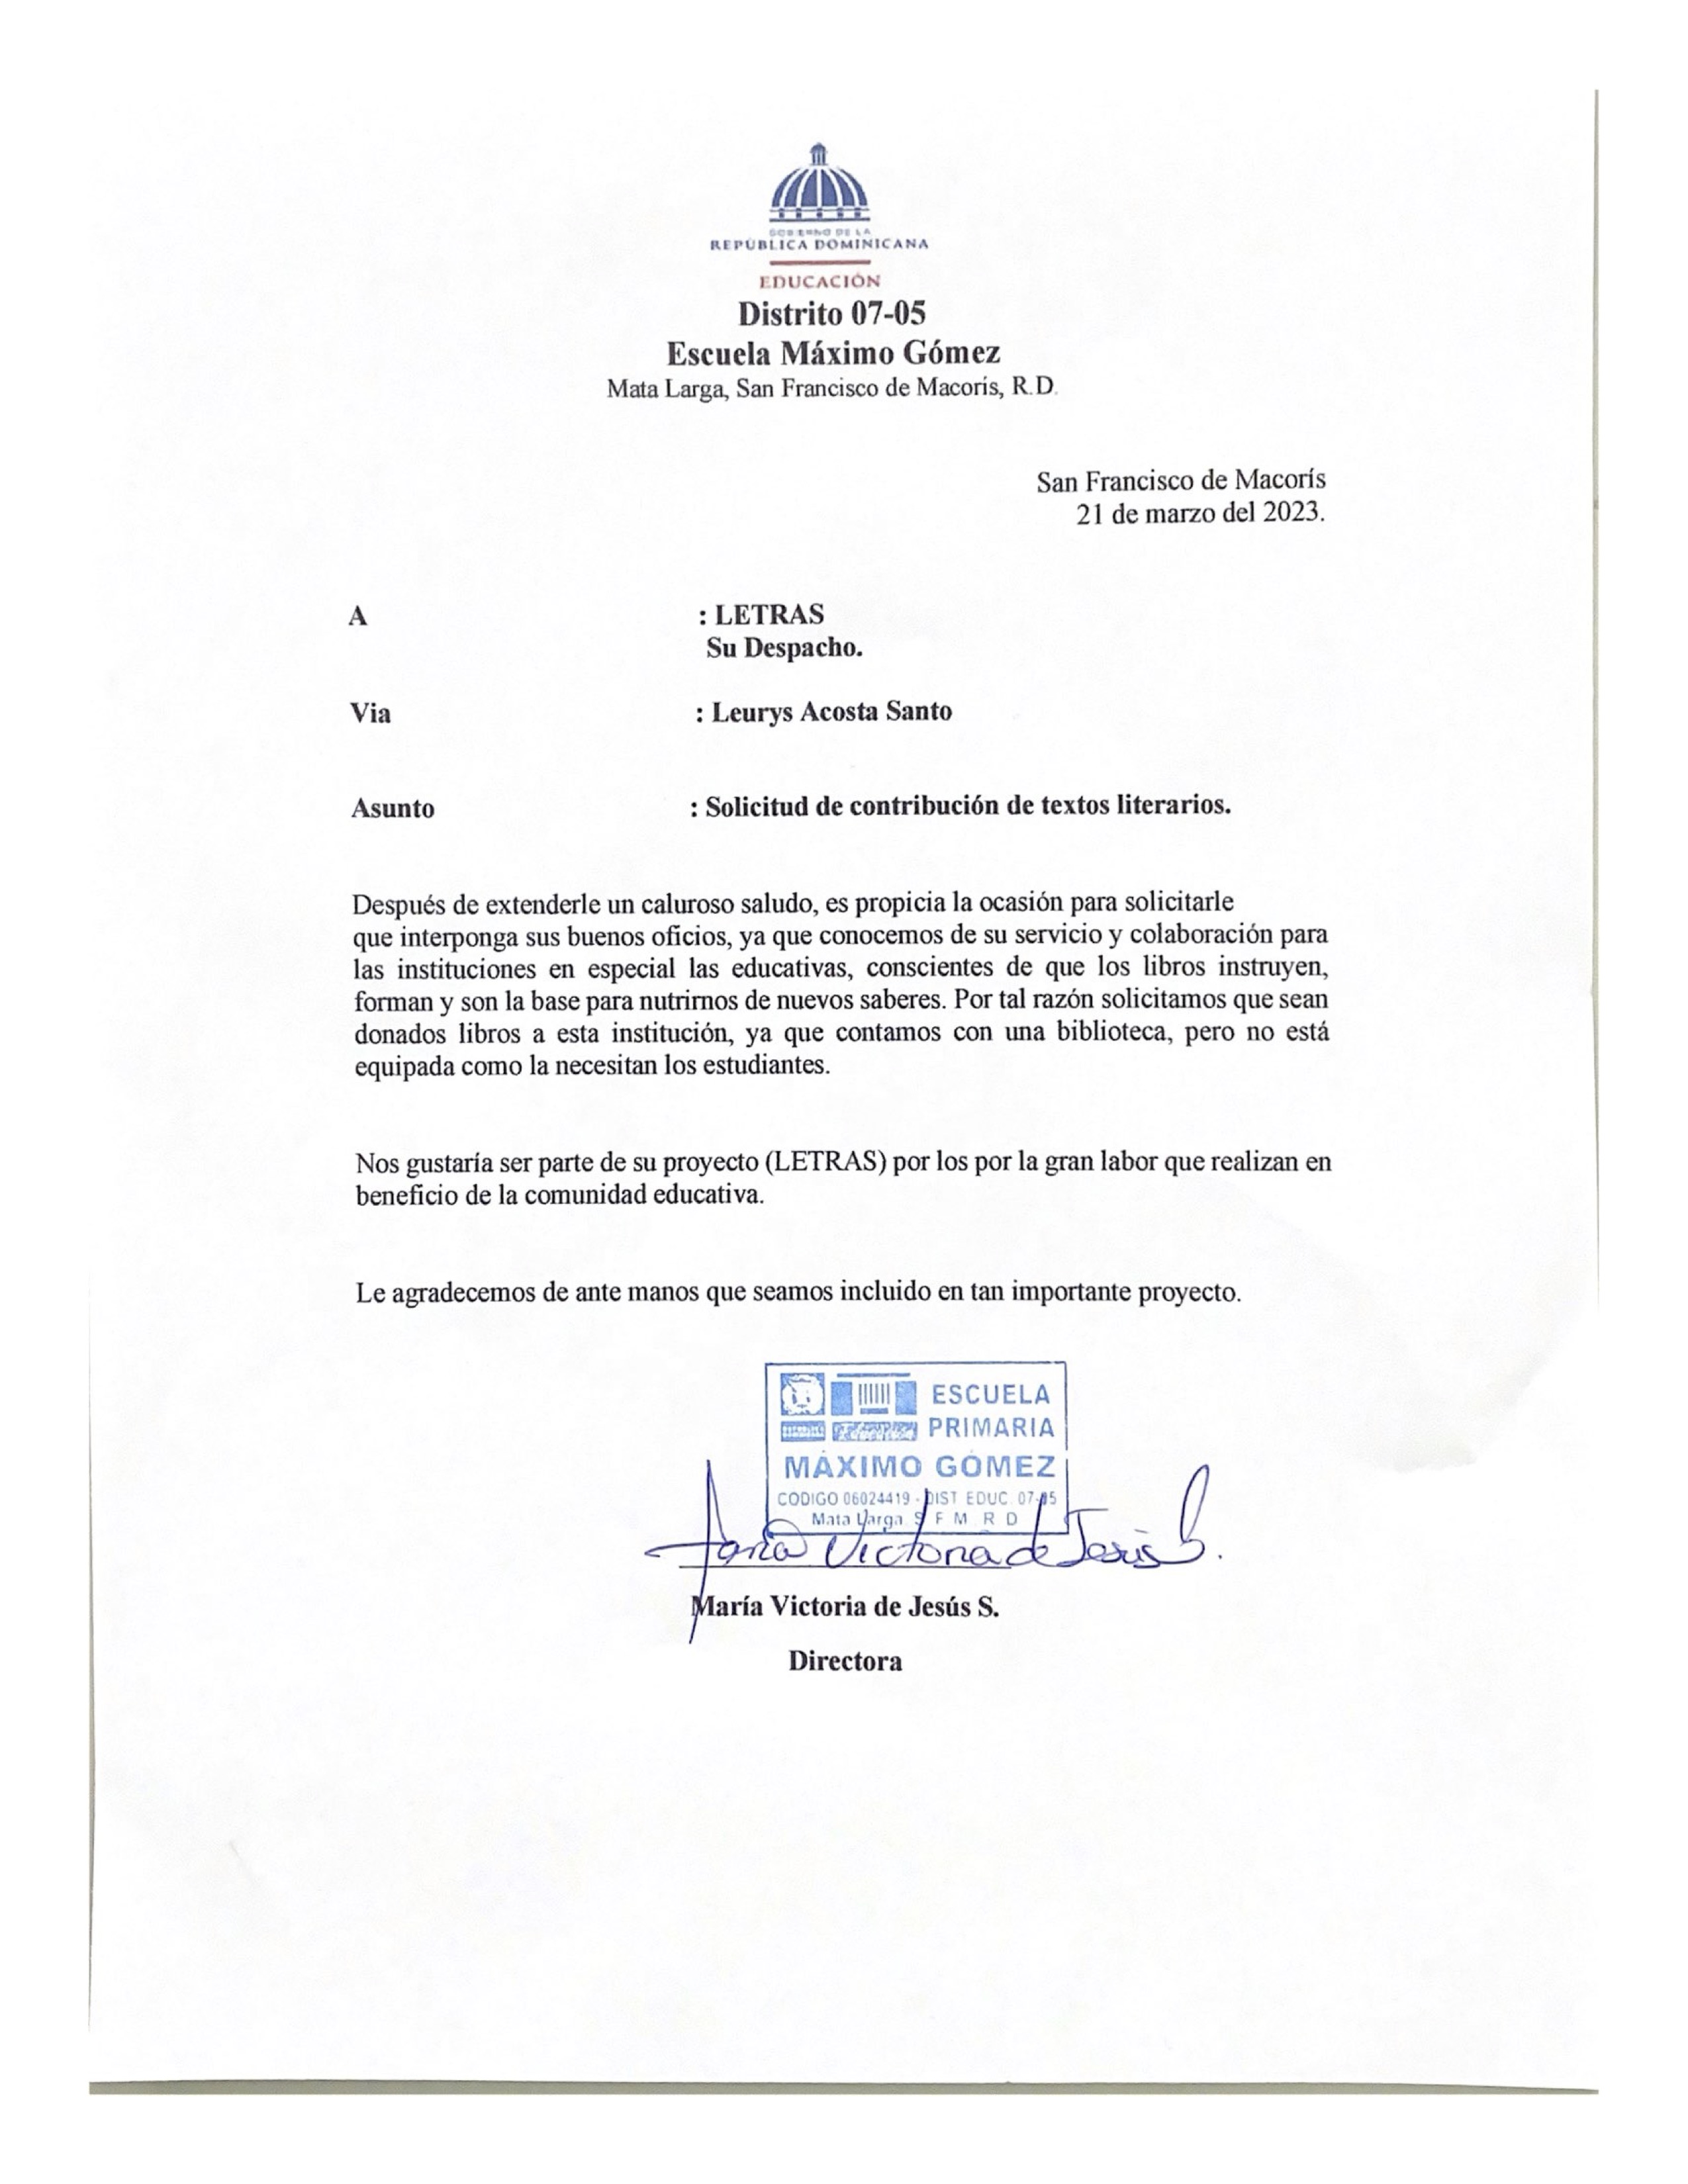 GOBIERNO DE LA
REPÚBLICA DOMINICANA
EDUCACIÓN
Distrito 07-05
Escuela Máximo Gómez
Mata Larga, San Francisco de Macorís, R.D.
San Francisco de Macorís
21 de marzo del 2023.
A : LETRAS
Su Despacho.
Via : Leurys Acosta Santo
Asunto : Solicitud de contribución de textos literarios.
Después de extenderle un caluroso saludo, es propicia la ocasión para solicitarle
que interponga sus buenos oficios, ya que conocemos de su servicio y colaboración para
las instituciones en especial las educativas, conscientes de que los libros instruyen,
forman y son la base para nutrirnos de nuevos saberes. Por tal razón solicitamos que sean
donados libros a esta institución, ya que contamos con una biblioteca, pero no está
equipada como la necesitan los estudiantes.
Nos gustaría ser parte de su proyecto (LETRAS) por los por la gran labor que realizan en
beneficio de la comunidad educativa.
Le agradecemos de ante manos que seamos incluido en tan importante proyecto.
ESCUELA
PRIMARIA
MÁXIMO GÓMEZ
CODIGO 06024419 - DIST EDUC. 07-05
Mata Larga. S F M R D
María Victoria de Jesús S.
María Victoria de Jesús S.
Directora